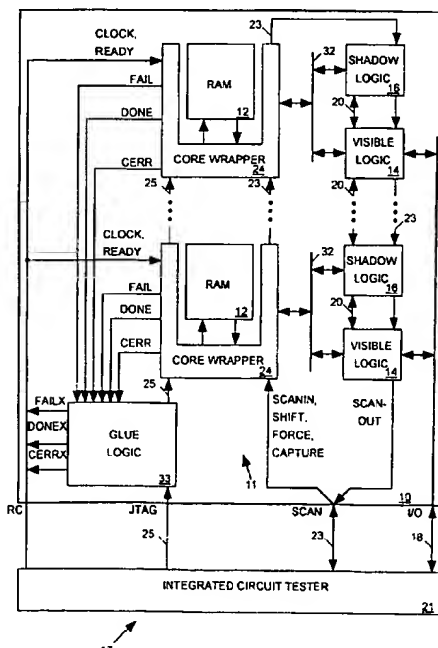 23
CLOCK,
READY
FAIL
DONE
CERR
RAM
12
CORE WRAPPER
24
25
23
32
SHADOW
LOGIC
16
20
VISIBLE
LOGIC
14
20
23
CLOCK,
READY
FAIL
DONE
CERR
RAM
12
CORE WRAPPER
24
25
32
SHADOW
LOGIC
16
20
VISIBLE
LOGIC
14
FAILX
DONEX
CERRX
GLUE
LOGIC
33
SCANIN,
SHIFT,
FORCE,
CAPTURE
SCAN-
OUT
11
10
RC
JTAG
SCAN
I/O
25
23
18
INTEGRATED CIRCUIT TESTER
21